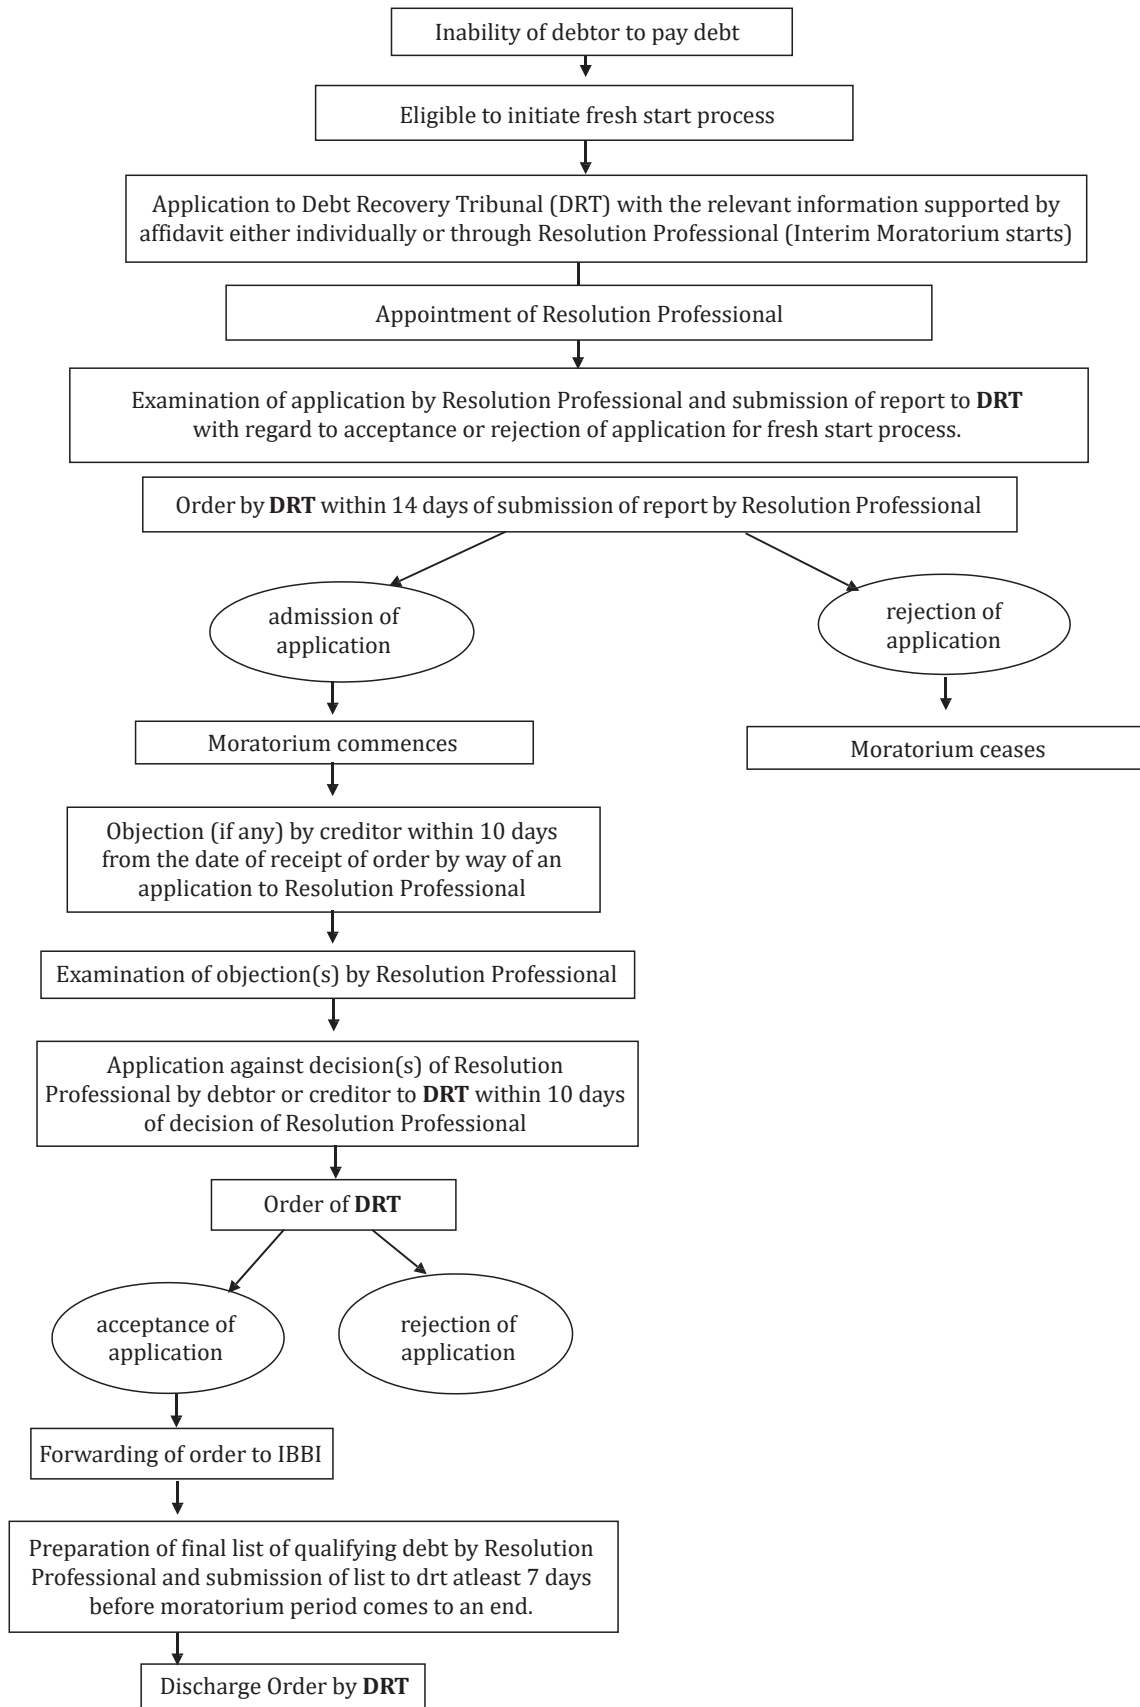 Inability of debtor to pay debt
Eligible to initiate fresh start process
Application to Debt Recovery Tribunal (DRT) with the relevant information supported by
affidavit either individually or through Resolution Professional (Interim Moratorium starts)
Appointment of Resolution Professional
Examination of application by Resolution Professional and submission of report to DRT
with regard to acceptance or rejection of application for fresh start process.
Order by DRT within 14 days of submission of report by Resolution Professional
admission of
application
rejection of
application
Moratorium commences
Moratorium ceases
Objection (if any) by creditor within 10 days
from the date of receipt of order by way of an
application to Resolution Professional
Examination of objection(s) by Resolution Professional
Application against decision(s) of Resolution
Professional by debtor or creditor to DRT within 10 days
of decision of Resolution Professional
Order of DRT
acceptance of
application
rejection of
application
Forwarding of order to IBBI
Preparation of final list of qualifying debt by Resolution
Professional and submission of list to drt atleast 7 days
before moratorium period comes to an end.
Discharge Order by DRT